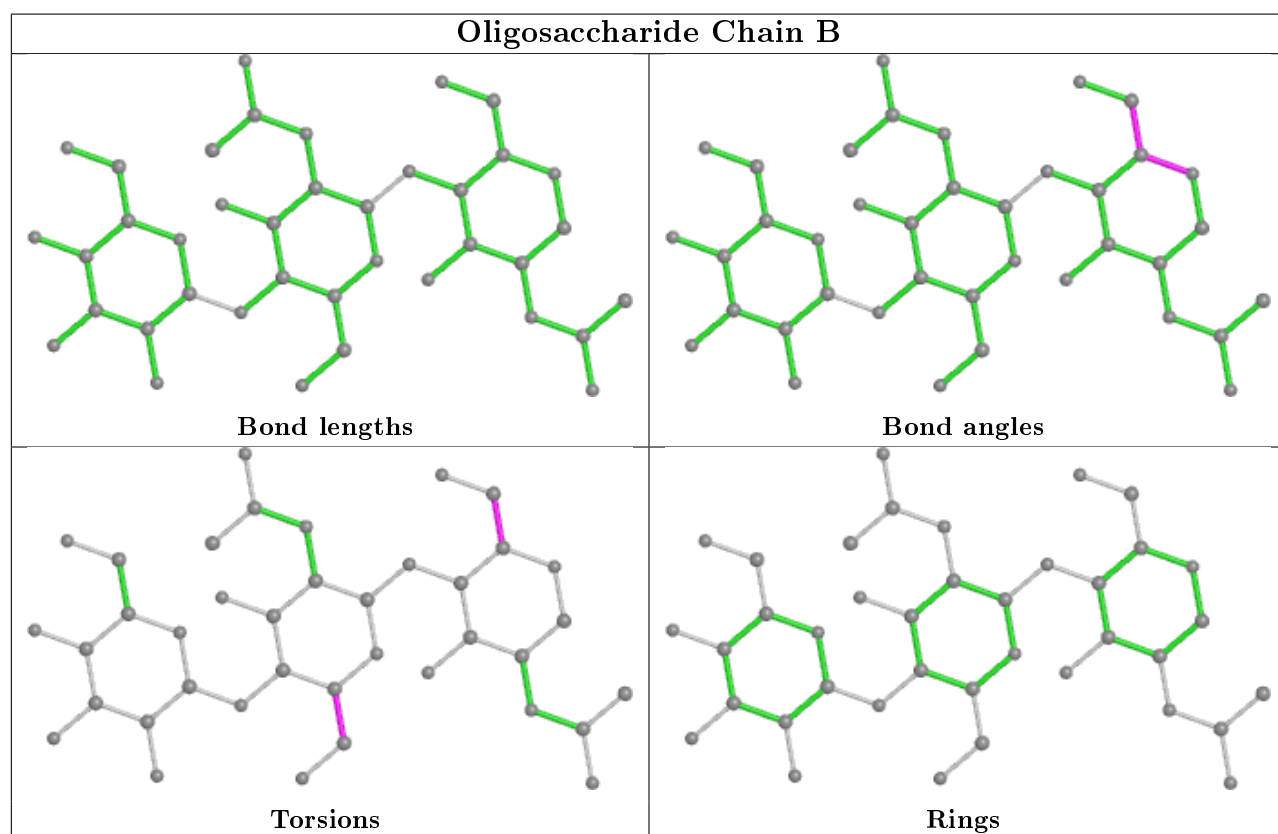 Oligosaccharide Chain B
Bond lengths
Bond angles
Torsions
Rings